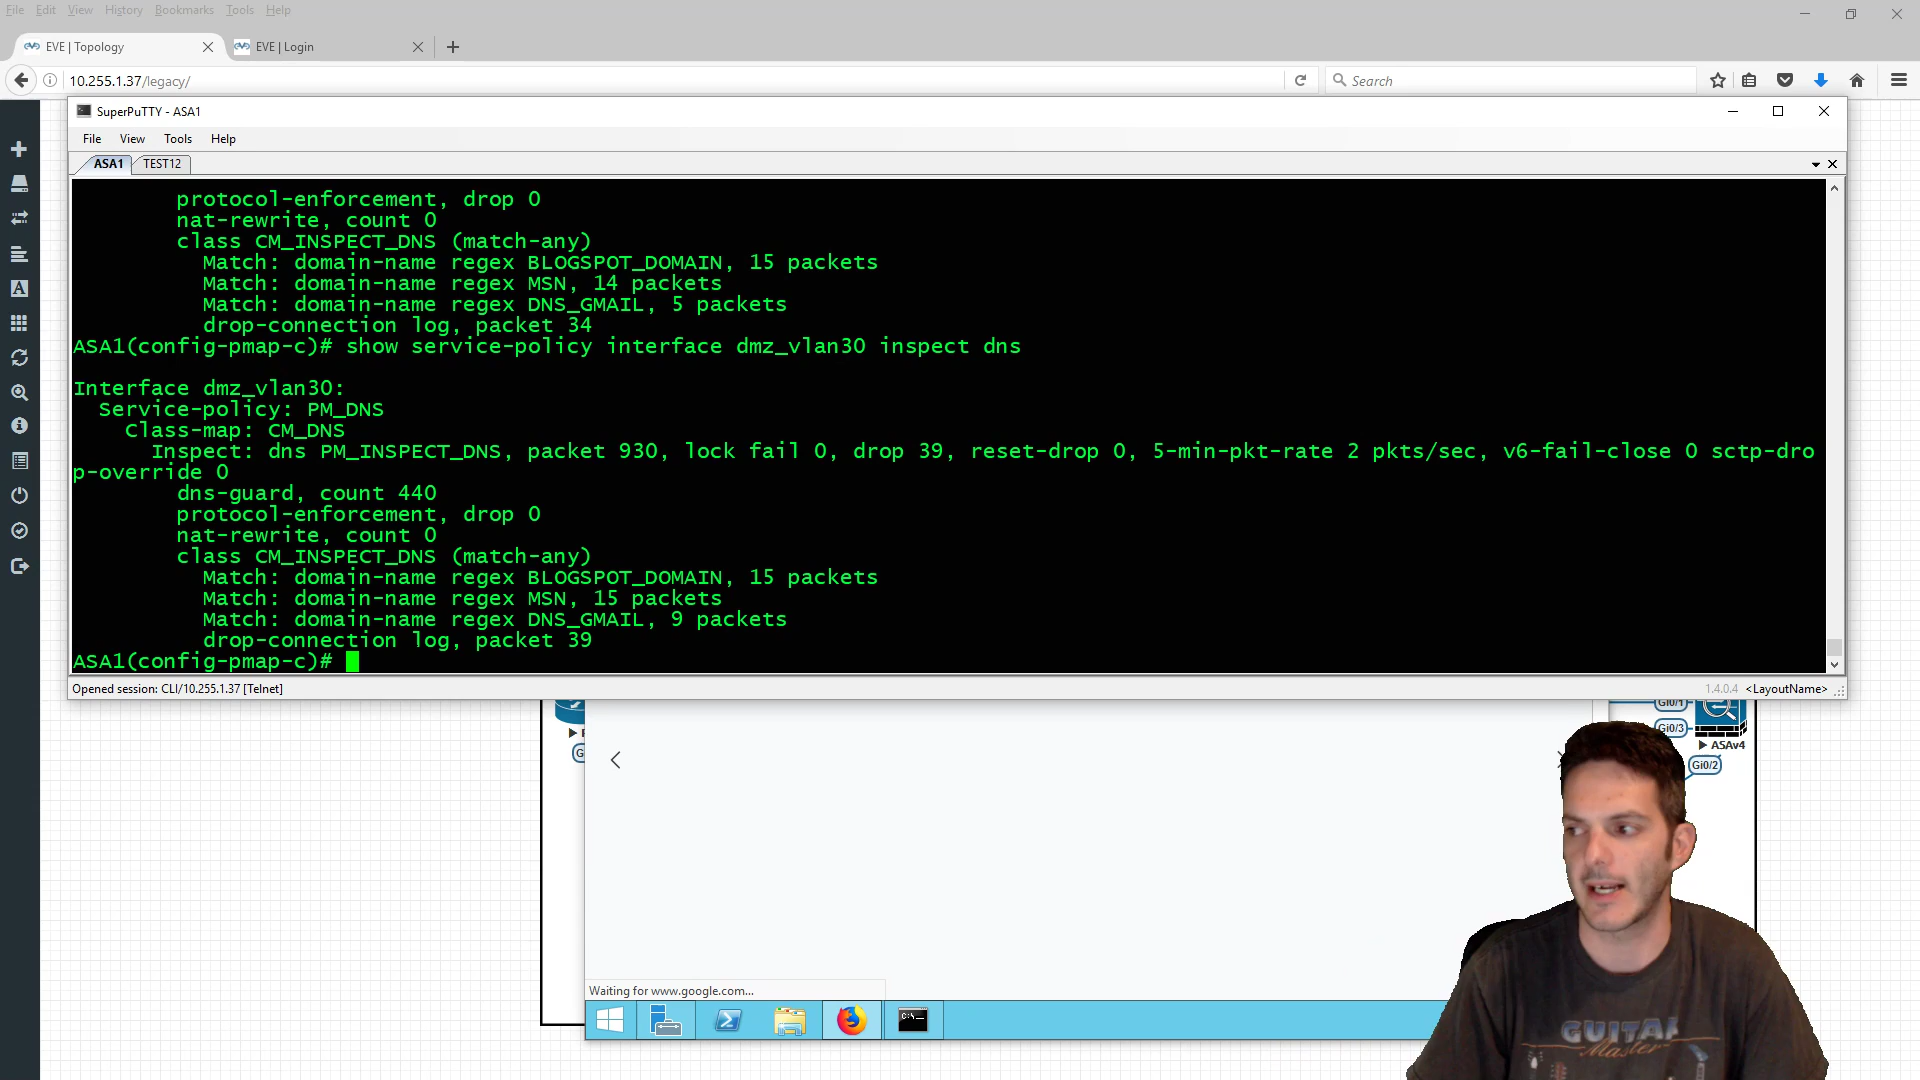 File Edit View History Bookmarks Tools Help
EVE | Topology
EVE | Login
10.255.1.37/legacy/
Search
SuperPuTTY - ASA1
File View Tools Help
ASA1 TEST12
protocol-enforcement, drop 0
nat-rewrite, count 0
class CM_INSPECT_DNS (match-any)
Match: domain-name regex BLOGSPOT_DOMAIN, 15 packets
Match: domain-name regex MSN, 14 packets
Match: domain-name regex DNS_GMAIL, 5 packets
drop-connection log, packet 34
ASA1(config-pmap-c)# show service-policy interface dmz_vlan30 inspect dns
Interface dmz_vlan30:
Service-policy: PM_DNS
Class-map: CM_DNS
Inspect: dns PM_INSPECT_DNS, packet 930, lock fail 0, drop 39, reset-drop 0, 5-min-pkt-rate 2 pkts/sec, v6-fail-close 0 sctp-dro
p-override 0
dns-guard, count 440
protocol-enforcement, drop 0
nat-rewrite, count 0
class CM_INSPECT_DNS (match-any)
Match: domain-name regex BLOGSPOT_DOMAIN, 15 packets
Match: domain-name regex MSN, 15 packets
Match: domain-name regex DNS_GMAIL, 9 packets
drop-connection log, packet 39
ASA1(config-pmap-c)#
Opened session: CLI/10.255.1.37 [Telnet]
1.4.0.4 <LayoutName>
Gi0/1
Gi0/3
ASAv4
Gi0/2
Waiting for www.google.com...
GUITAR
Master